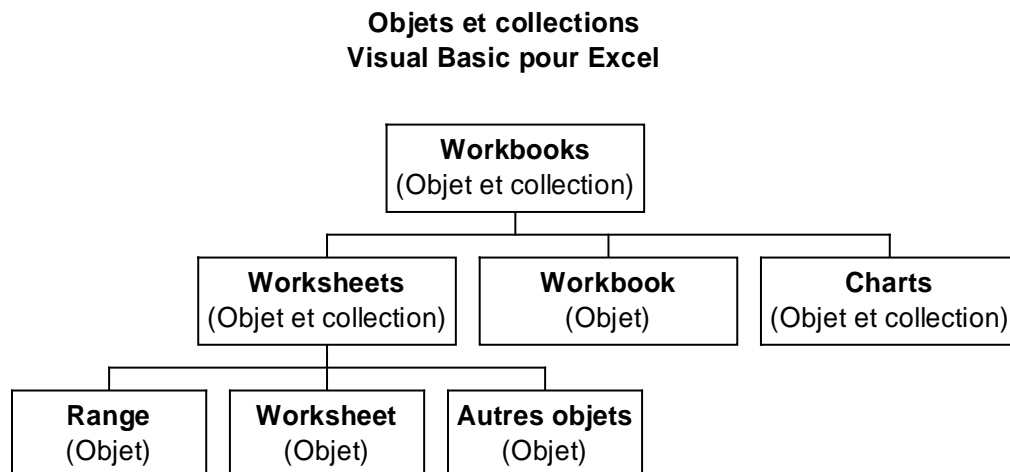 Objets et collections
Visual Basic pour Excel
Workbooks
(Objet et collection)
Worksheets
(Objet et collection)
Workbook
(Objet)
Charts
(Objet et collection)
Range
(Objet)
Worksheet
(Objet)
Autres objets
(Objet)